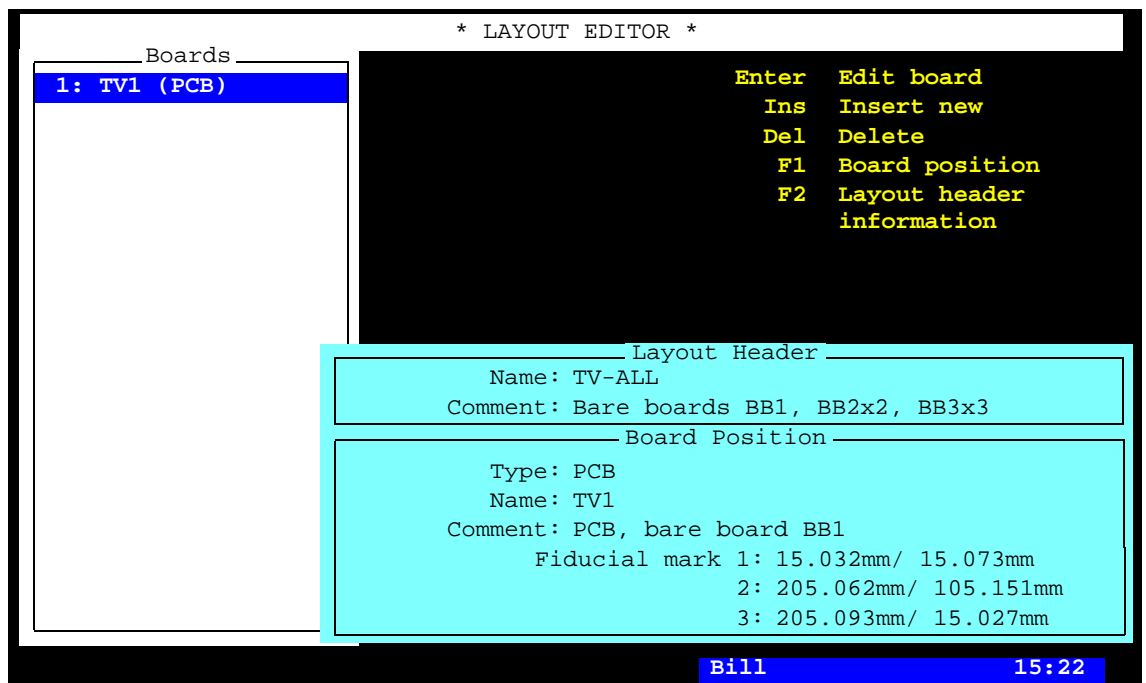 * LAYOUT EDITOR *
Boards
1: TV1 (PCB)
Enter Edit board
Ins Insert new
Del Delete
F1 Board position
F2 Layout header
information
Layout Header
Name: TV-ALL
Comment: Bare boards BB1, BB2x2, BB3x3
Board Position
Type: PCB
Name: TV1
Comment: PCB, bare board BB1
Fiducial mark 1: 15.032mm/ 15.073mm
2: 205.062mm/ 105.151mm
3: 205.093mm/ 15.027mm
Bill 15:22